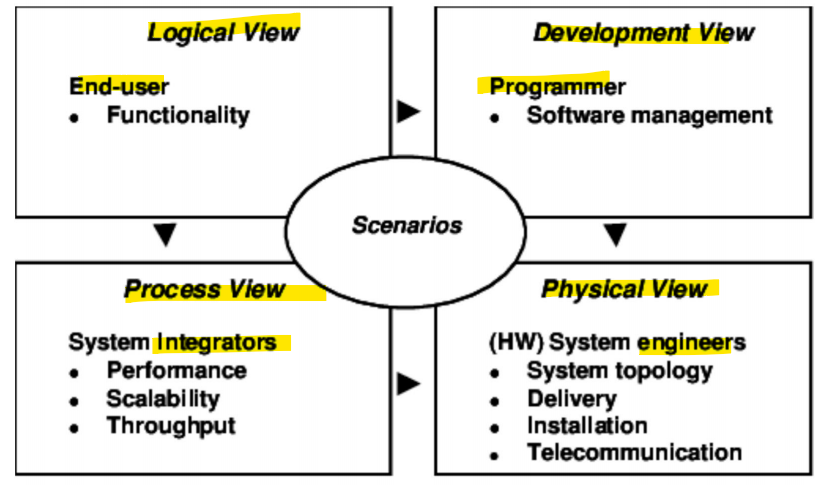 Logical View
End-user
• Functionality
Development View
Programmer
• Software management
Scenarios
Process View
System Integrators
• Performance
• Scalability
• Throughput
Physical View
(HW) System engineers
• System topology
• Delivery
• Installation
• Telecommunication